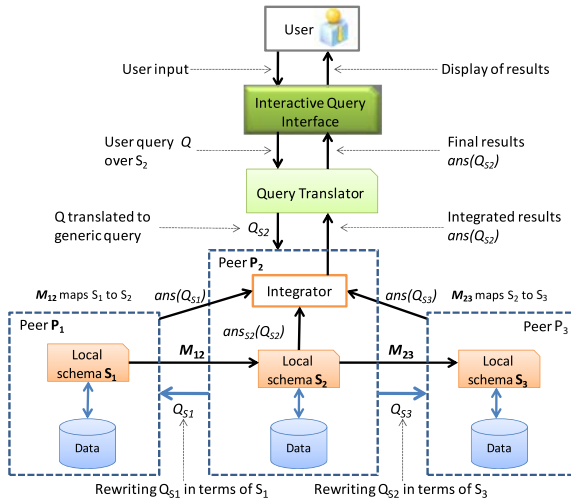 User
User input
Display of results
Interactive Query
Interface
User query Q
over S2
Final results
ans(QS2)
Query Translator
Q translated to
generic query
QS2
Integrated results
ans(QS2)
Peer P2
Integrator
M12 maps S1 to S2
ans(QS1)
ans(QS3)
M23 maps S2 to S3
Peer P1
ansS2(QS2)
Peer P3
Local
schema S1
M12
Local
schema S2
M23
Local
schema S3
QS1
QS3
Data
Data
Data
Rewriting QS1 in terms of S1
Rewriting QS2 in terms of S3